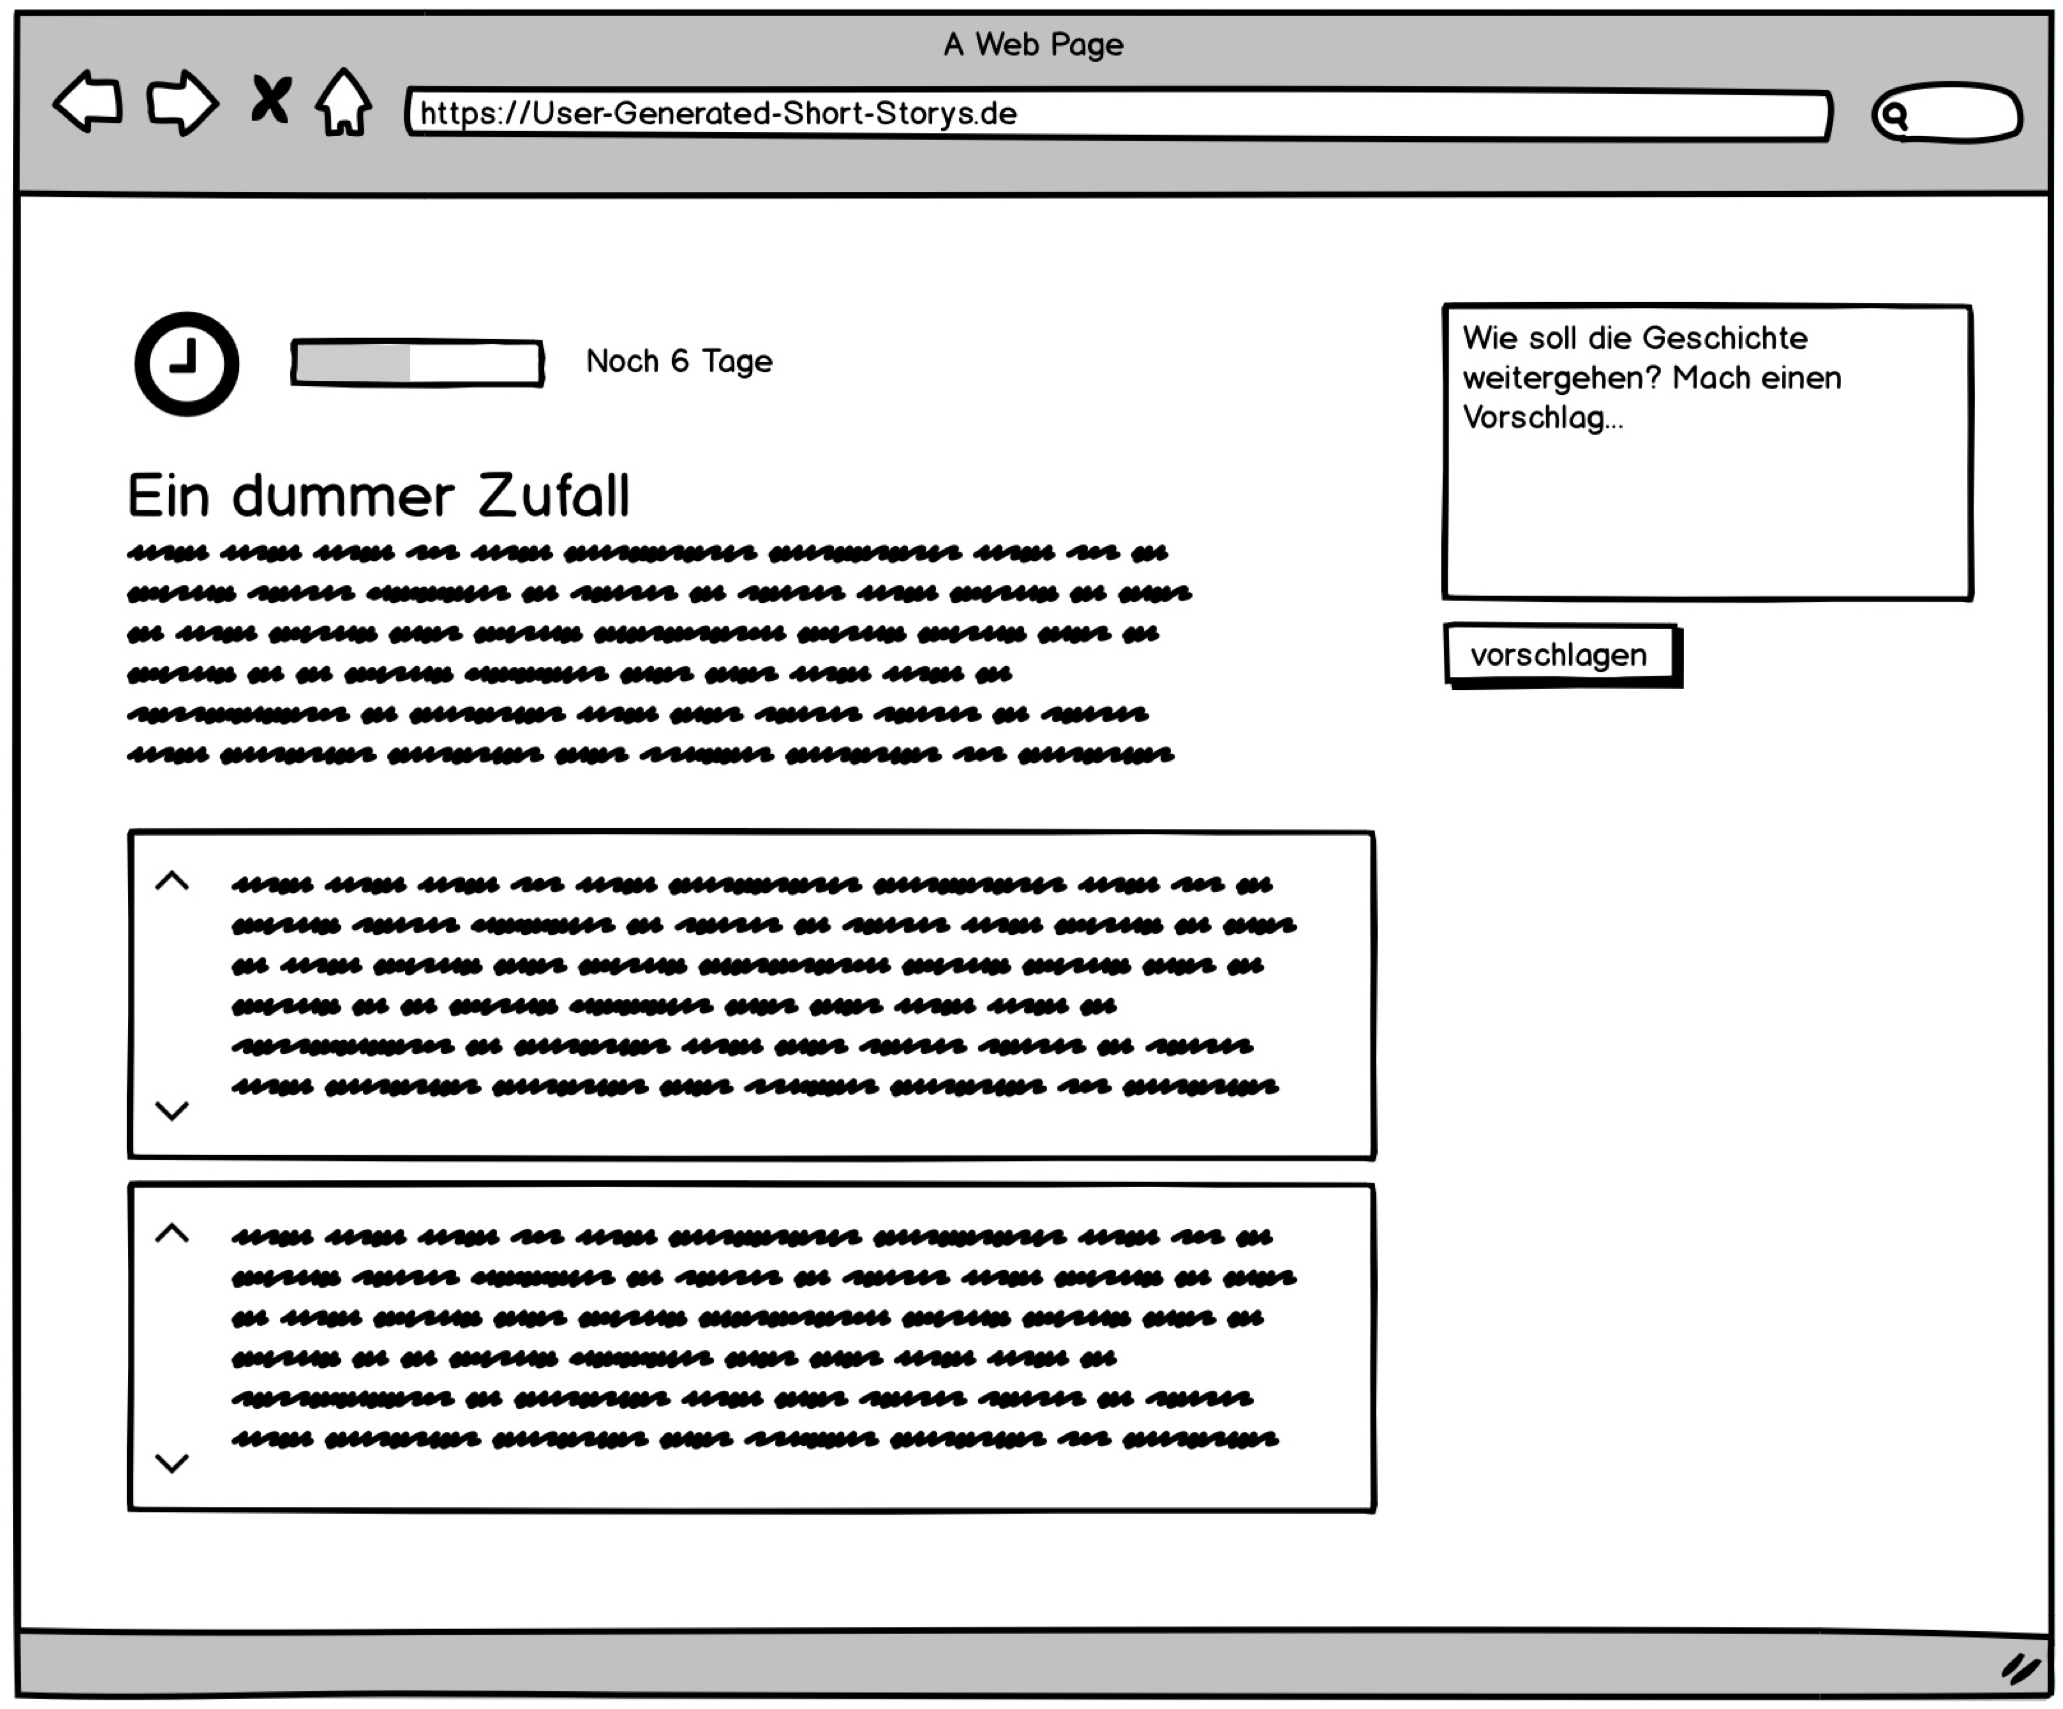 A Web Page
https://User-Generated-Short-Storys.de
Noch 6 Tage
Wie soll die Geschichte
weitergehen? Mach einen
Vorschlag...
vorschlagen
Ein dummer Zufall